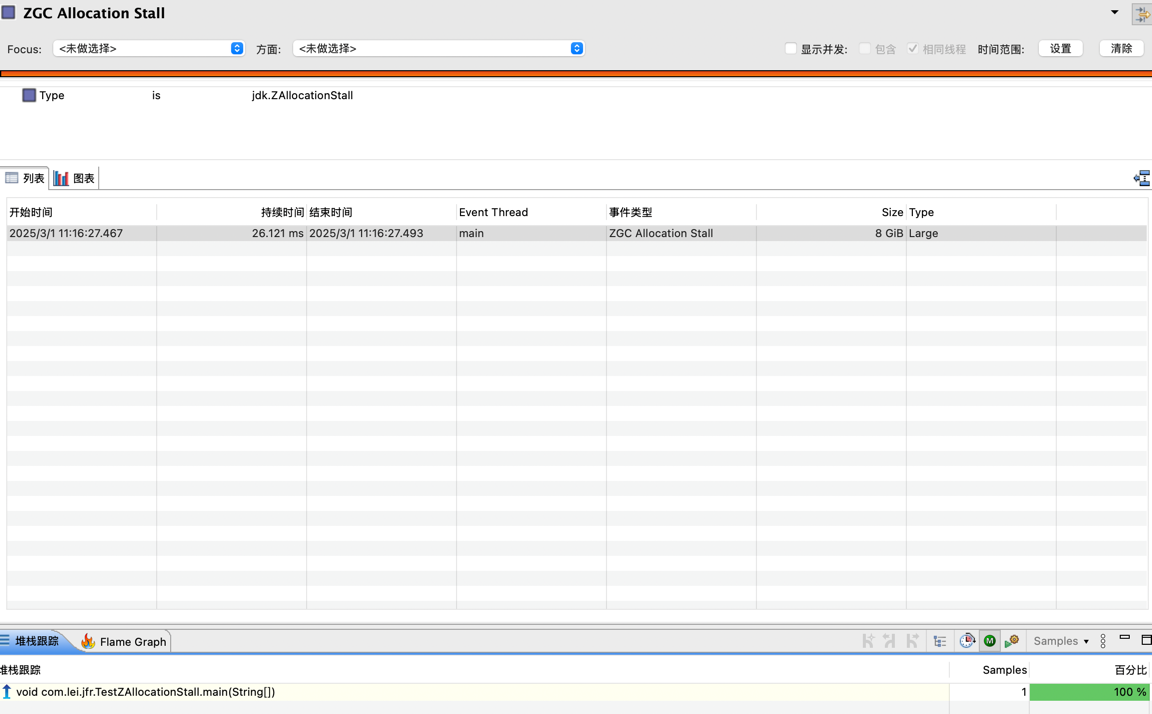 ZGC Allocation Stall
Focus: <未做选择> 方面: <未做选择> 显示并发: 包含 相同线程 时间范围: 设置 清除
Type is jdk.ZAllocationStall
列表 图表
开始时间 持续时间 结束时间 Event Thread 事件类型 Size Type
2025/3/1 11:16:27.467 26.121 ms 2025/3/1 11:16:27.493 main ZGC Allocation Stall 8 GiB Large
堆栈跟踪 Flame Graph M Samples
堆栈跟踪 Samples 百分比
void com.lei.jfr.TestZAllocationStall.main(String[]) 1 100 %